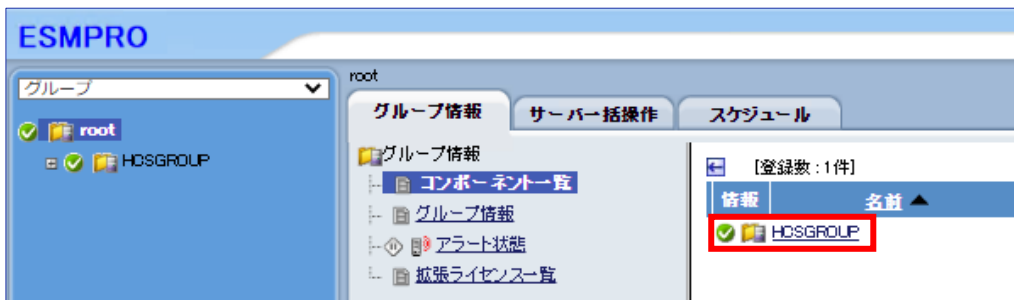 ESMPRO
グループ
root
HCSGROUP
root
グループ情報
サーバ一括操作
スケジュール
グループ情報
コンポーネント一覧
グループ情報
アラート状態
拡張ライセンス一覧
[登録数 : 1件]
情報 名前 ▲
HCSGROUP